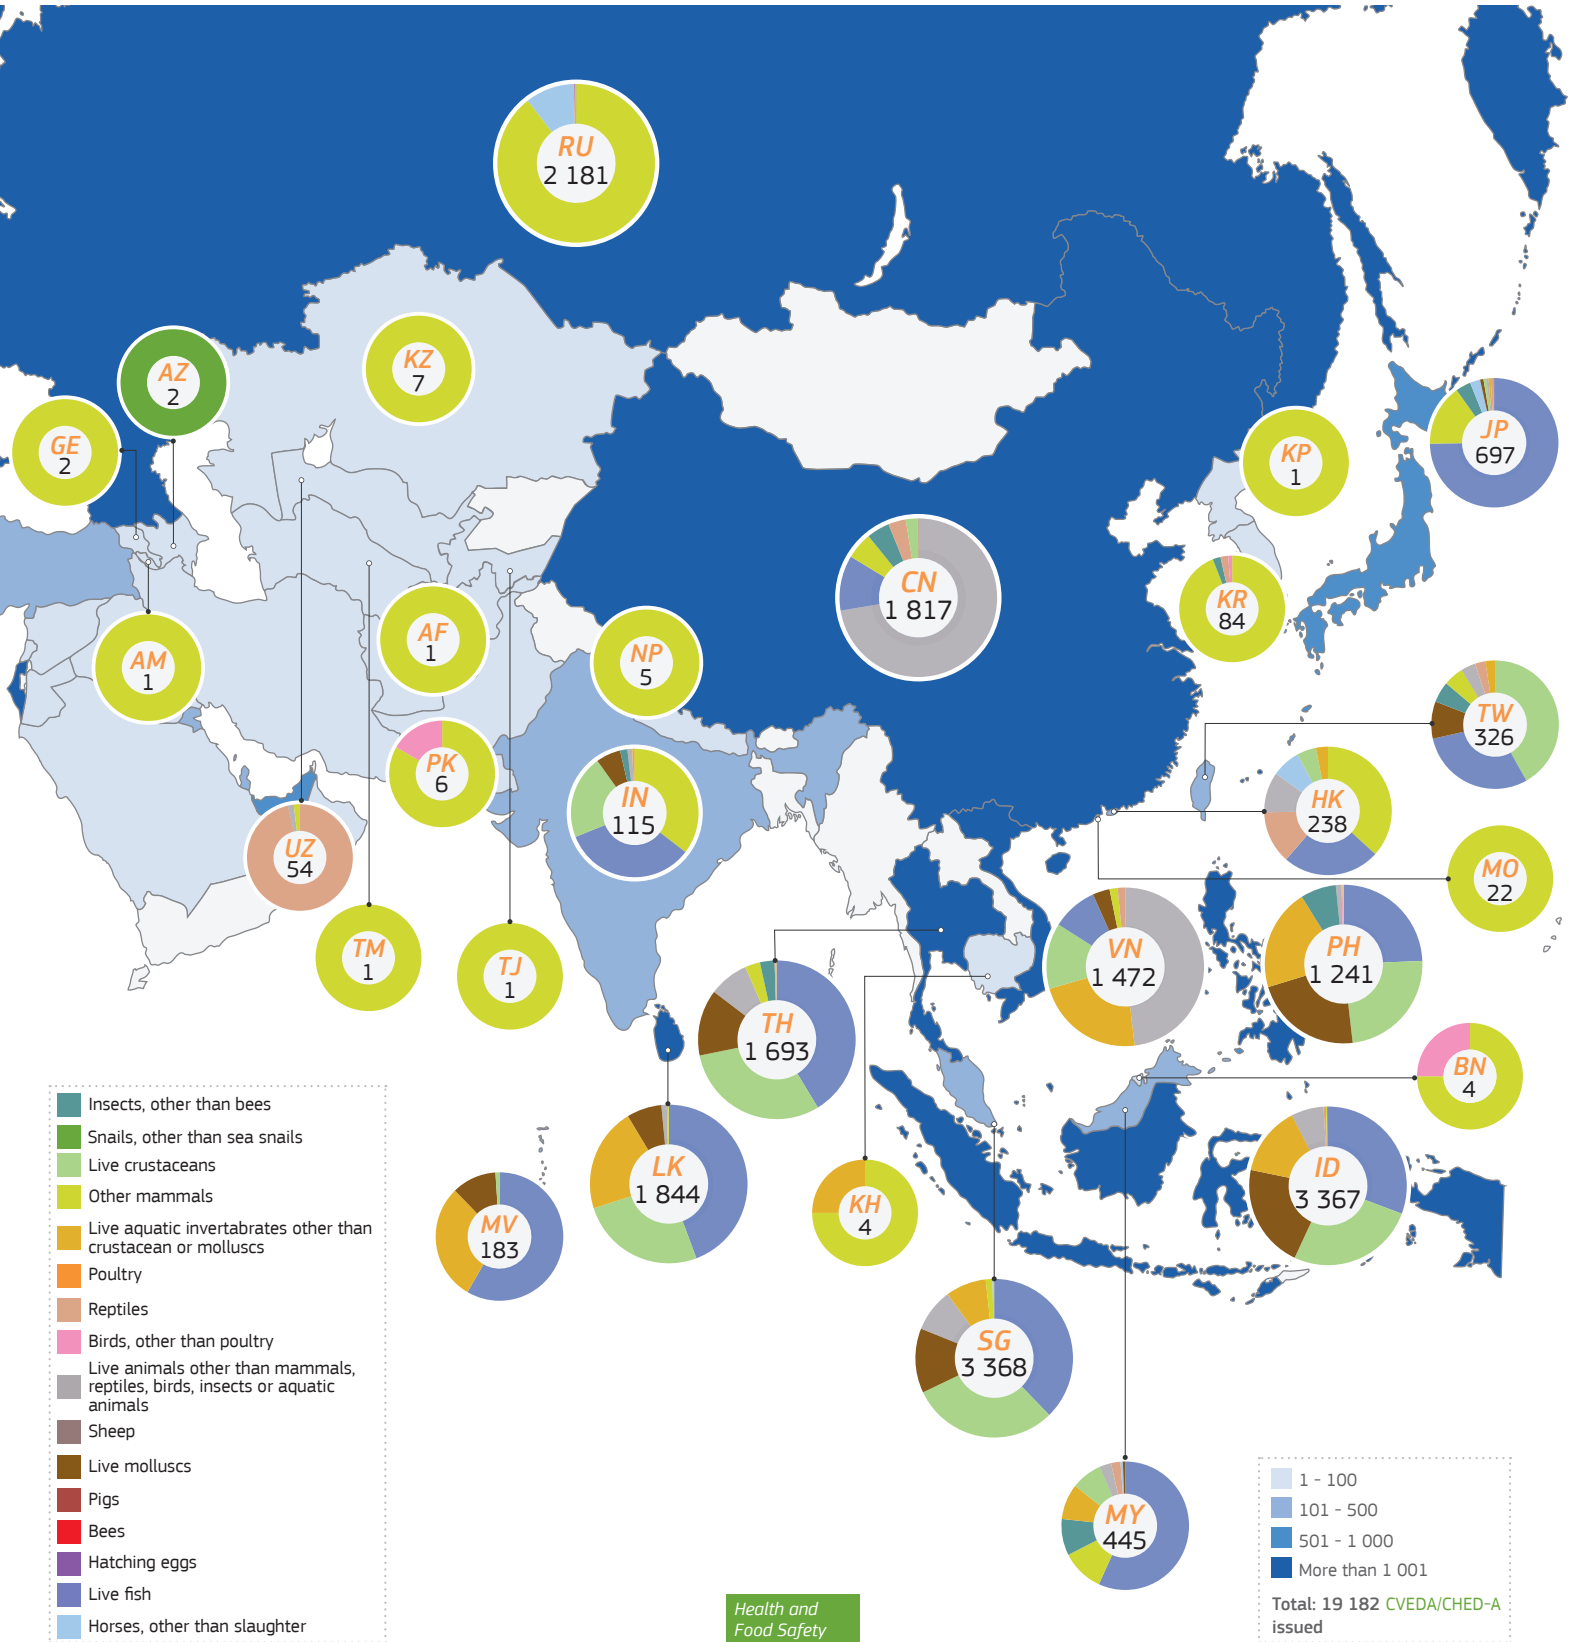 RU
2 181
AZ
2
KZ
7
GE
2
KP
1
JP
697
CN
1 817
KR
84
AM
1
AF
1
NP
5
TW
326
PK
6
IN
115
HK
238
UZ
54
MO
22
TM
1
TJ
1
VN
1 472
PH
1 241
TH
1 693
BN
4
LK
1 844
KH
4
ID
3 367
MV
183
SG
3 368
MY
445
Insects, other than bees
Snails, other than sea snails
Live crustaceans
Other mammals
Live aquatic invertabrates other than
crustacean or molluscs
Poultry
Reptiles
Birds, other than poultry
Live animals other than mammals,
reptiles, birds, insects or aquatic
animals
Sheep
Live molluscs
Pigs
Bees
Hatching eggs
Live fish
Horses, other than slaughter
Health and
Food Safety
1 - 100
101 - 500
501 - 1 000
More than 1 001
Total: 19 182 CVEDA/CHED-A
issued